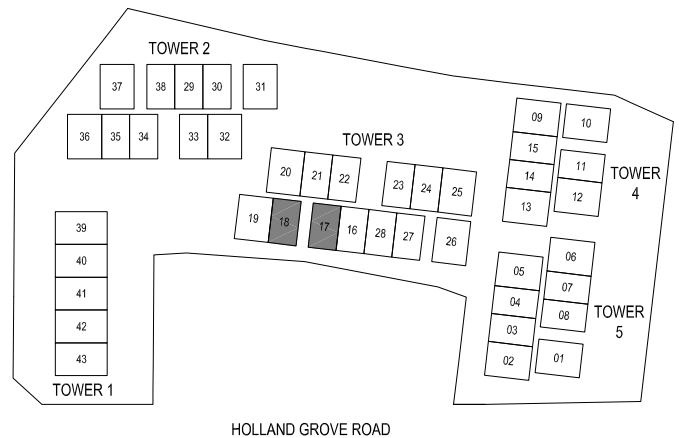 TOWER 2
37 38 29 30 31
36 35 34 33 32
TOWER 3
20 21 22 23 24 25
19 18 17 16 28 27 26
09 10
15
11
14
12
13
TOWER
4
39
40
41
42
43
TOWER 1
06
05
07
04
08
03
02 01
TOWER
5
HOLLAND GROVE ROAD